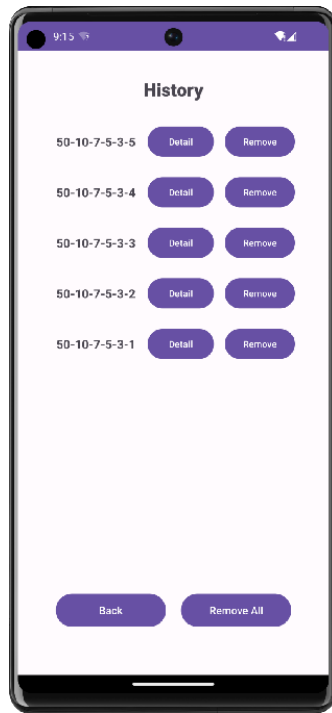 9:15
History
50-10-7-5-3-5 Detail Remove
50-10-7-5-3-4 Detail Remove
50-10-7-5-3-3 Detail Remove
50-10-7-5-3-2 Detail Remove
50-10-7-5-3-1 Detail Remove
Back Remove All